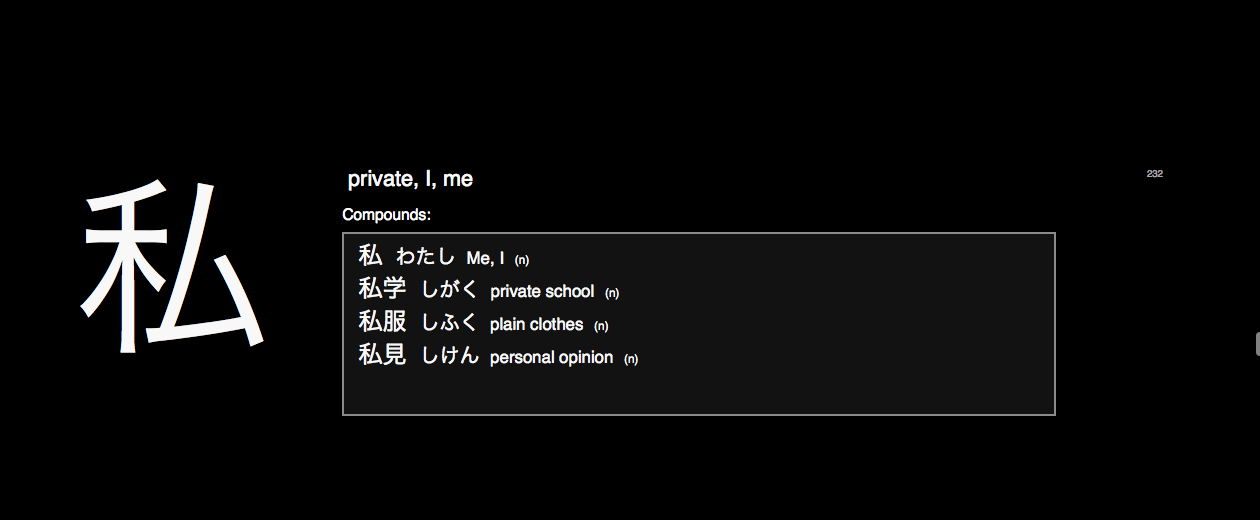 私
private, I, me
232
Compounds:
私 わたし Me, I (n)
私学 しがく private school (n)
私服 しふく plain clothes (n)
私見 しけん personal opinion (n)